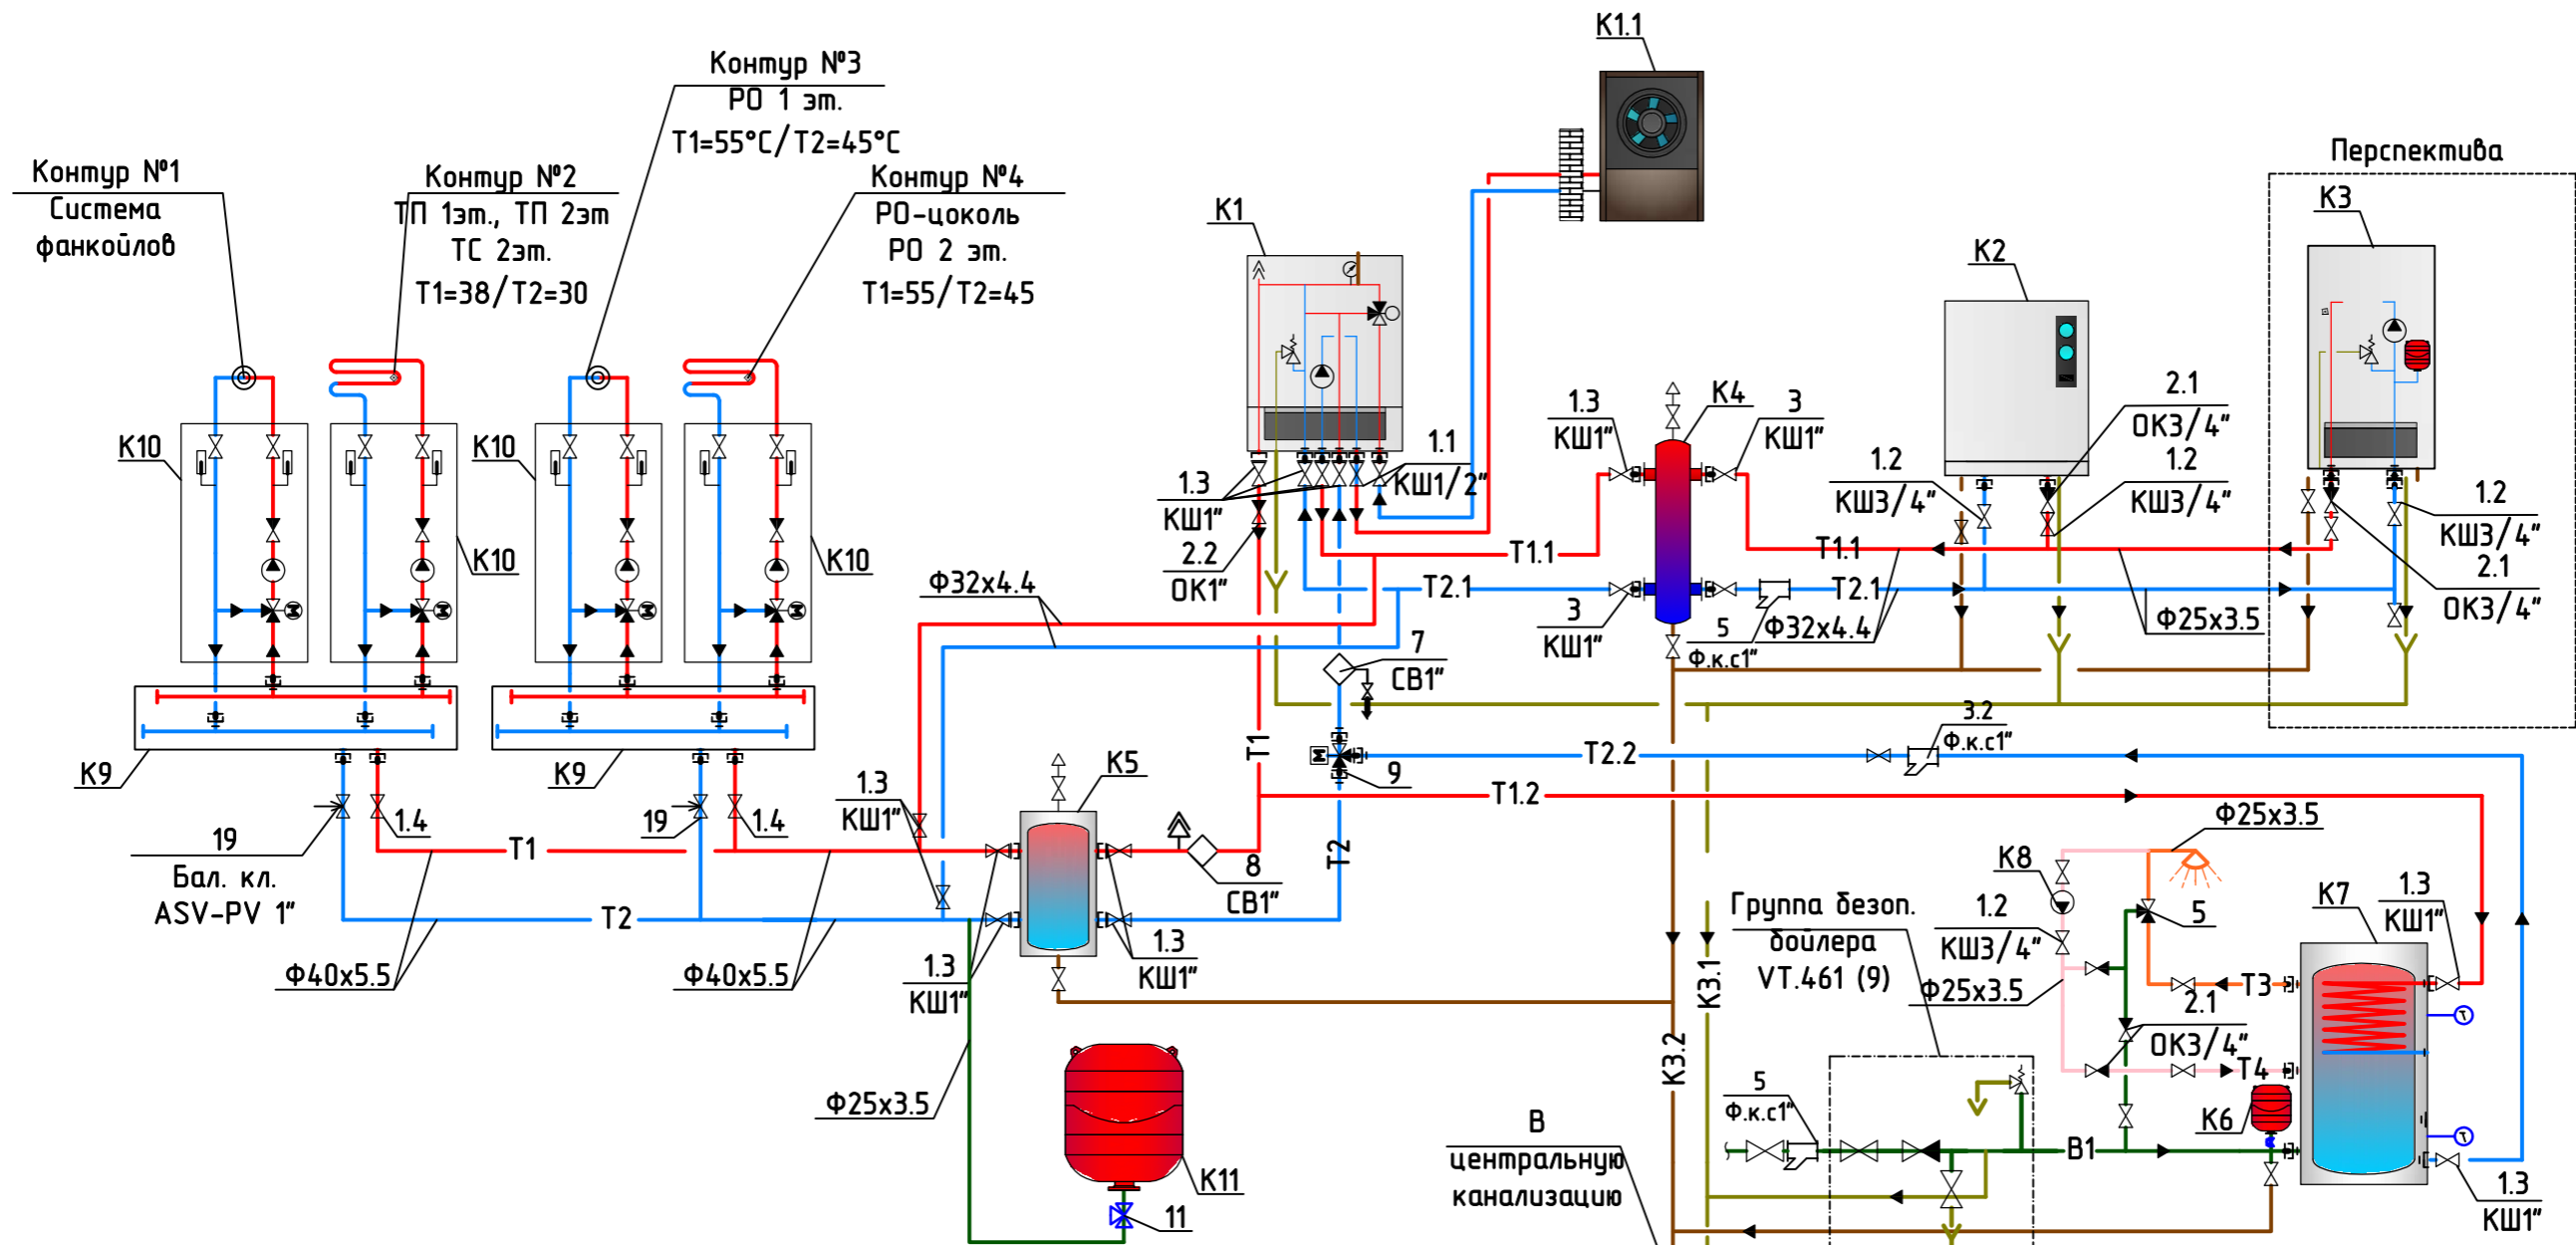 К1.1
Контур №3
РО 1 эт.
T1=55°C/T2=45°C
Контур №1
Система
фанкойлов
Контур №2
ТП 1эт., ТП 2эт
ТС 2эт.
T1=38/T2=30
Контур №4
РО-цоколь
РО 2 эт.
T1=55/T2=45
Перспектива
К1
К2
К3
К10
К10
К10
К10
1.3
КШ1"
2.2
ОК1"
1.1
КШ1/2"
1.3
КШ1"
К4
3
КШ1"
1.2
КШ3/4"
2.1
ОК3/4"
1.2
КШ3/4"
1.2
КШ3/4"
2.1
ОК3/4"
Т1.1
Т1.1
Т2.1
Т2.1
Ф32х4.4
3
КШ1"
5
Ф.к.с1"
Ф32х4.4
Ф25х3.5
7
СВ1"
К9
К9
19
Бал. кл.
ASV-PV 1"
1.4
19
1.4
1.3
КШ1"
К5
Т1
9
Т2.2
3.2
Ф.к.с1"
Т1.2
Т1
Т2
8
СВ1"
Т2
Ф40х5.5
Ф40х5.5
1.3
КШ1"
1.3
КШ1"
Ф25х3.5
К11
11
К3.2
К3.1
Группа безоп.
бойлера
VT.461 (9)
К8
1.2
КШ3/4"
Ф25х3.5
Ф25х3.5
5
К7
1.3
КШ1"
Т3
2.1
ОК3/4"
Т4
К6
5
Ф.к.с1"
В1
В
центральную
канализацию
1.3
КШ1"
М
М
М
М
М
Т
Т